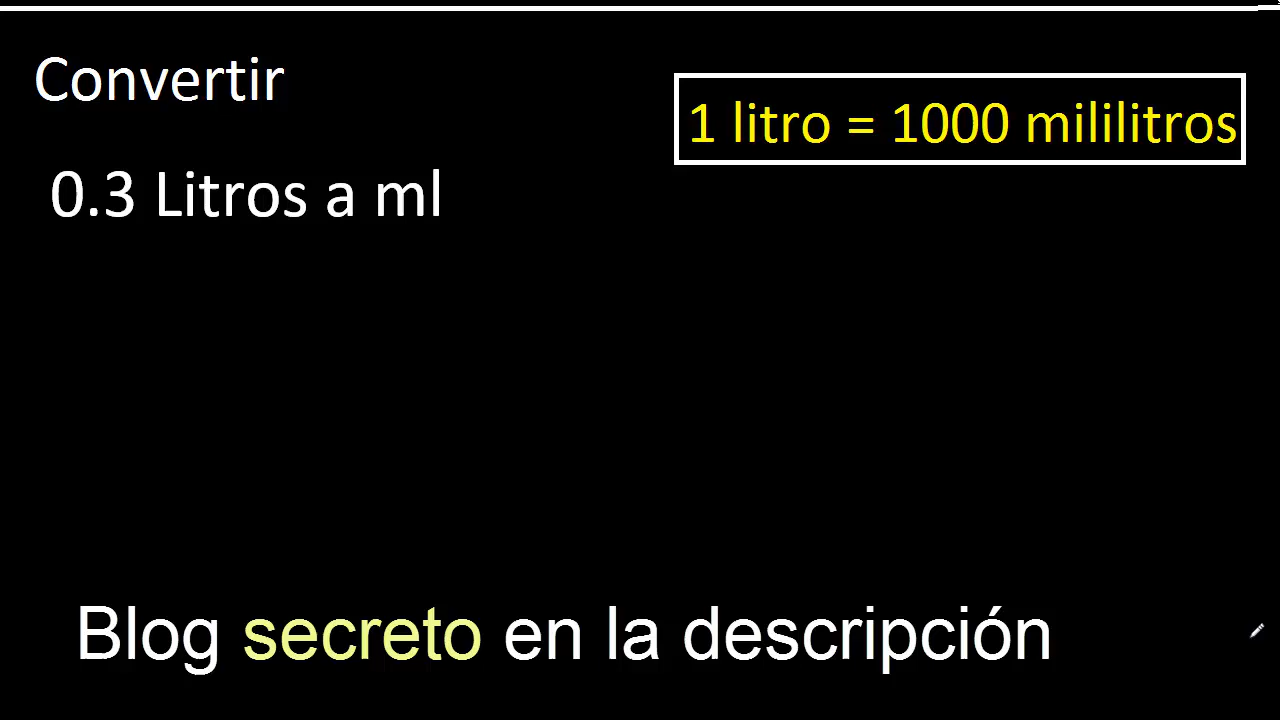 Convertir
1 litro = 1000 mililitros
0.3 Litros a ml
Blog secreto en la descripción